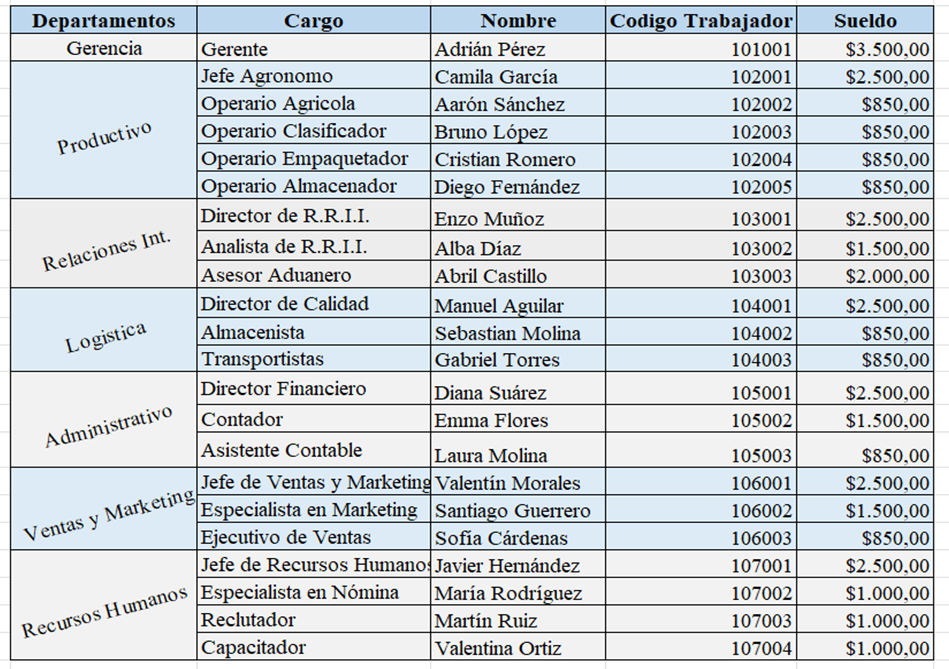 Departamentos Cargo Nombre Codigo Trabajador Sueldo
Gerencia Gerente Adrián Pérez 101001 $3.500,00
Productivo Jefe Agronomo Camila García 102001 $2.500,00
Operario Agricola Aarón Sánchez 102002 $850,00
Operario Clasificador Bruno López 102003 $850,00
Operario Empaquetador Cristian Romero 102004 $850,00
Operario Almacenador Diego Fernández 102005 $850,00
Relaciones Int. Director de R.R.I.I. Enzo Muñoz 103001 $2.500,00
Analista de R.R.I.I. Alba Díaz 103002 $1.500,00
Asesor Aduanero Abril Castillo 103003 $2.000,00
Logistica Director de Calidad Manuel Aguilar 104001 $2.500,00
Almacenista Sebastian Molina 104002 $850,00
Transportistas Gabriel Torres 104003 $850,00
Administrativo Director Financiero Diana Suárez 105001 $2.500,00
Contador Emma Flores 105002 $1.500,00
Asistente Contable Laura Molina 105003 $850,00
Ventas y Marketing Jefe de Ventas y Marketing Valentín Morales 106001 $2.500,00
Especialista en Marketing Santiago Guerrero 106002 $1.500,00
Ejecutivo de Ventas Sofía Cárdenas 106003 $850,00
Recursos Humanos Jefe de Recursos Humanos Javier Hernández 107001 $2.500,00
Especialista en Nómina María Rodríguez 107002 $1.000,00
Reclutador Martín Ruiz 107003 $1.000,00
Capacitador Valentina Ortiz 107004 $1.000,00